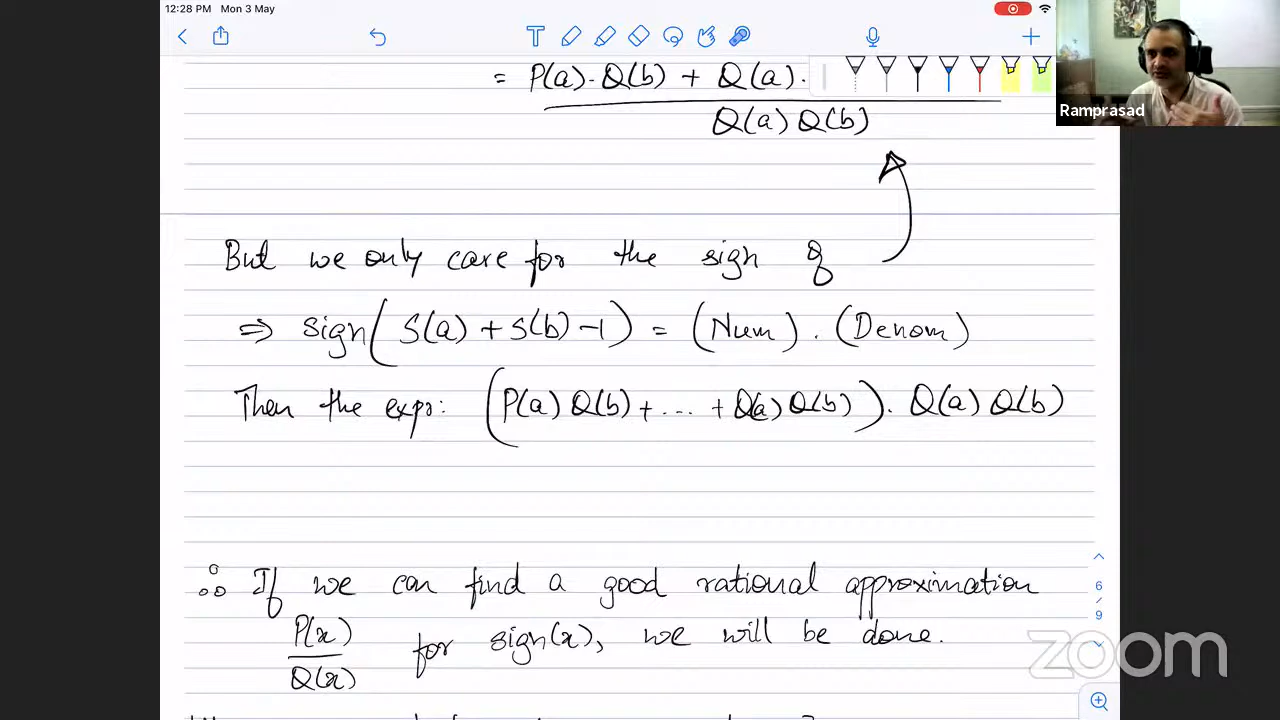 12:28 PM Mon 3 May
= P(a)·Q(b) + Q(a)·
Q(a) Q(b)
Ramprasad
But we only care for the sign of
⇒ sign( S(a) + S(b) - 1 ) = (Num) · (Denom)
Then the expr: ( P(a) Q(b) + ... + Q(a) Q(b) ) · Q(a) Q(b)
∴ If we can find a good rational approximation
P(x)/Q(x) for sign(x), we will be done.
6/9
zoom